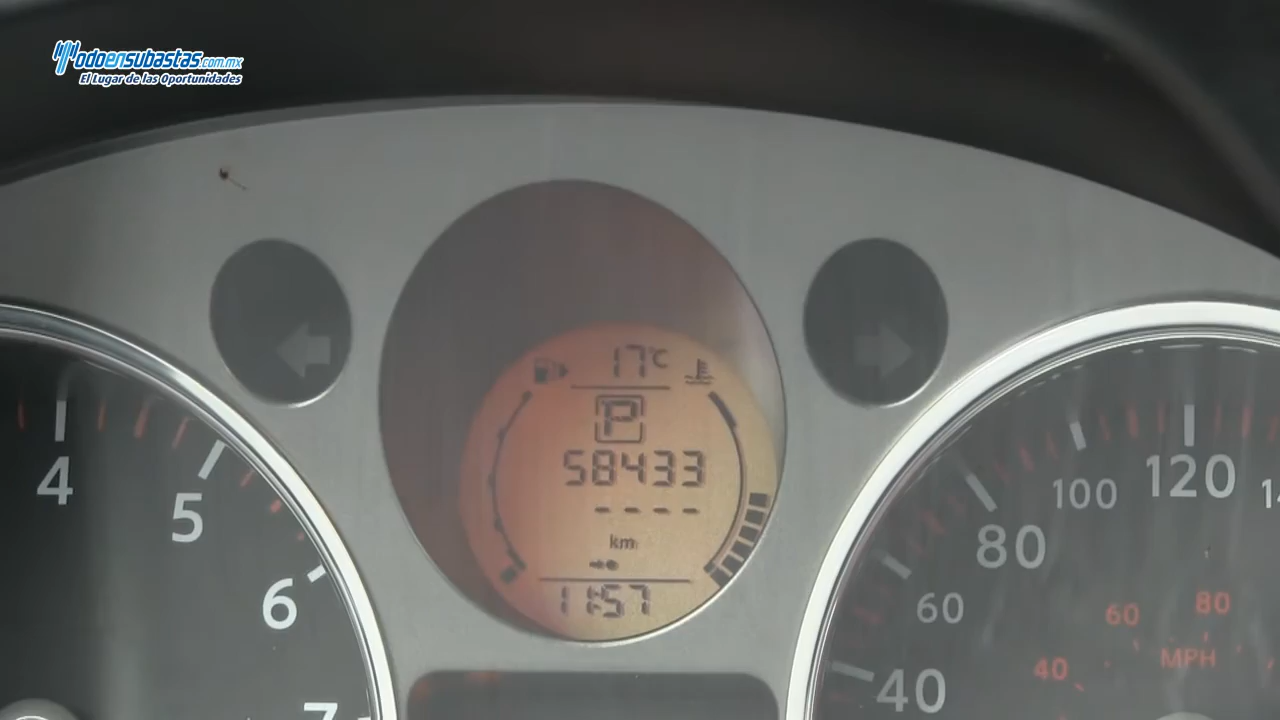 Todoensubastas.com.mx
El Lugar de las Oportunidades
17°C
P
58433
----
km
11:57
4
5
6
7
40
60
80
100
120
40
60
80
MPH